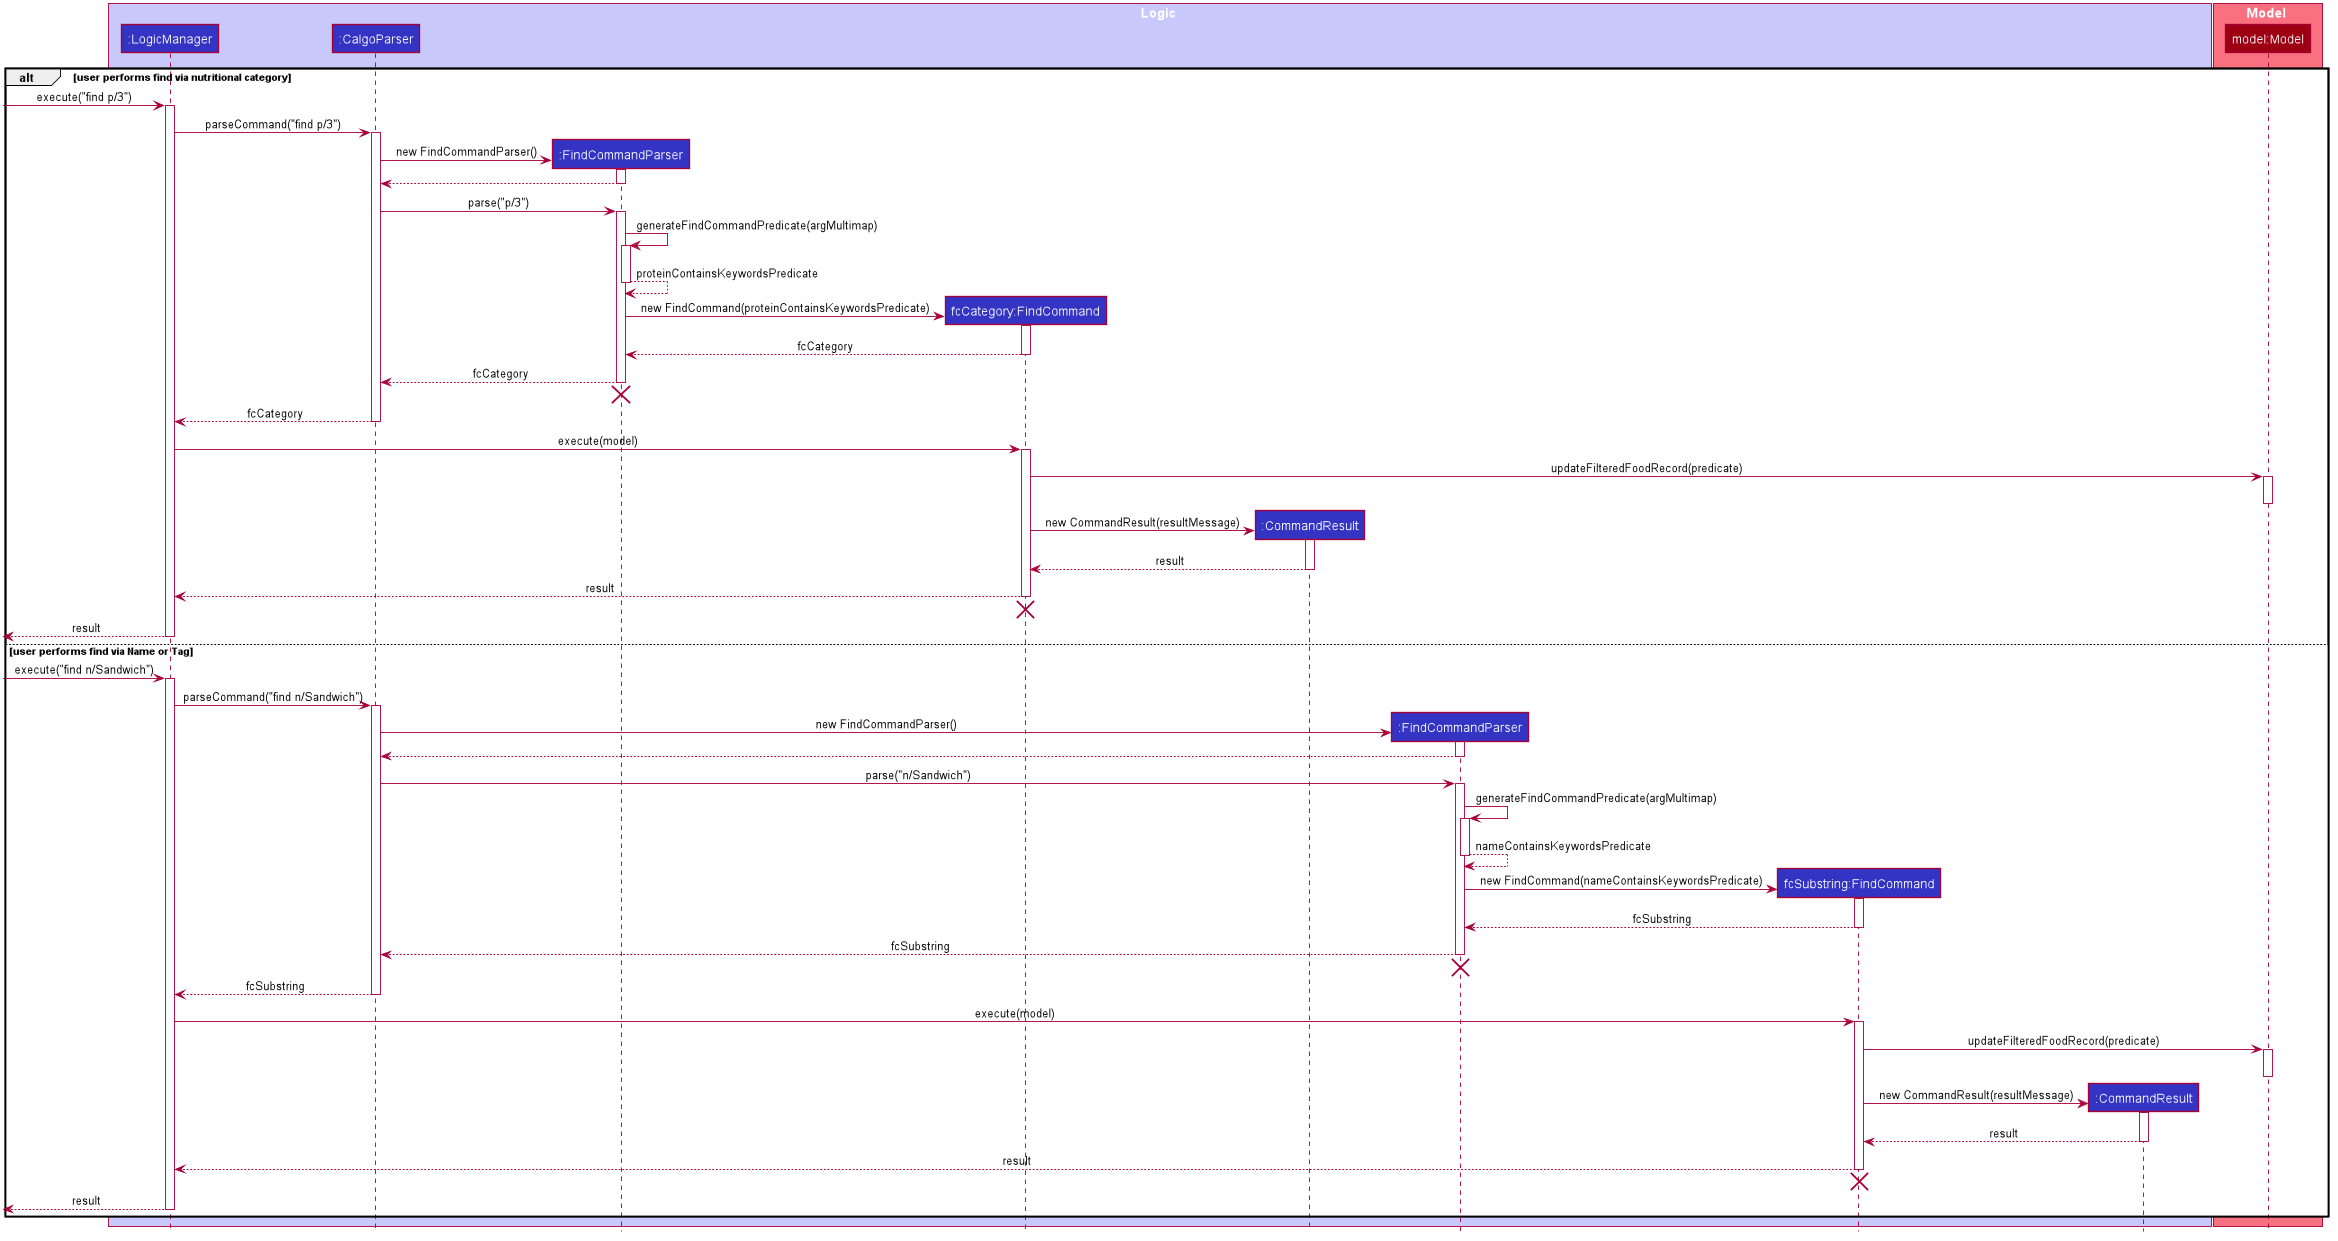 Logic
Model
:LogicManager
:CalgoParser
model:Model
alt
[user performs find via nutritional category]
execute("find p/3")
parseCommand("find p/3")
new FindCommandParser()
:FindCommandParser
parse("p/3")
generateFindCommandPredicate(argMultimap)
proteinContainsKeywordsPredicate
new FindCommand(proteinContainsKeywordsPredicate)
fcCategory:FindCommand
fcCategory
fcCategory
fcCategory
execute(model)
updateFilteredFoodRecord(predicate)
new CommandResult(resultMessage)
:CommandResult
result
result
result
[user performs find via Name or Tag]
execute("find n/Sandwich")
parseCommand("find n/Sandwich")
new FindCommandParser()
:FindCommandParser
parse("n/Sandwich")
generateFindCommandPredicate(argMultimap)
nameContainsKeywordsPredicate
new FindCommand(nameContainsKeywordsPredicate)
fcSubstring:FindCommand
fcSubstring
fcSubstring
fcSubstring
execute(model)
updateFilteredFoodRecord(predicate)
new CommandResult(resultMessage)
:CommandResult
result
result
result